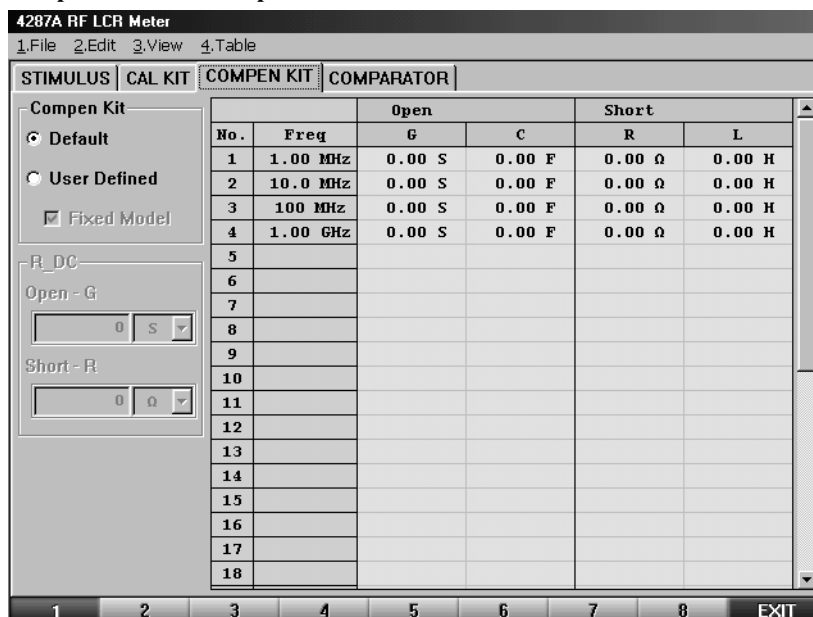 4287A RF LCR Meter
1.File 2.Edit 3.View 4.Table
STIMULUS CAL KIT COMPEN KIT COMPARATOR
Compen Kit
Default
User Defined
Fixed Model
R_DC
Open - G
0 S
Short - R
0 Ω
Open Short
No. Freq G C R L
1 1.00 MHz 0.00 S 0.00 F 0.00 Ω 0.00 H
2 10.0 MHz 0.00 S 0.00 F 0.00 Ω 0.00 H
3 100 MHz 0.00 S 0.00 F 0.00 Ω 0.00 H
4 1.00 GHz 0.00 S 0.00 F 0.00 Ω 0.00 H
5
6
7
8
9
10
11
12
13
14
15
16
17
18
1 2 3 4 5 6 7 8 EXIT